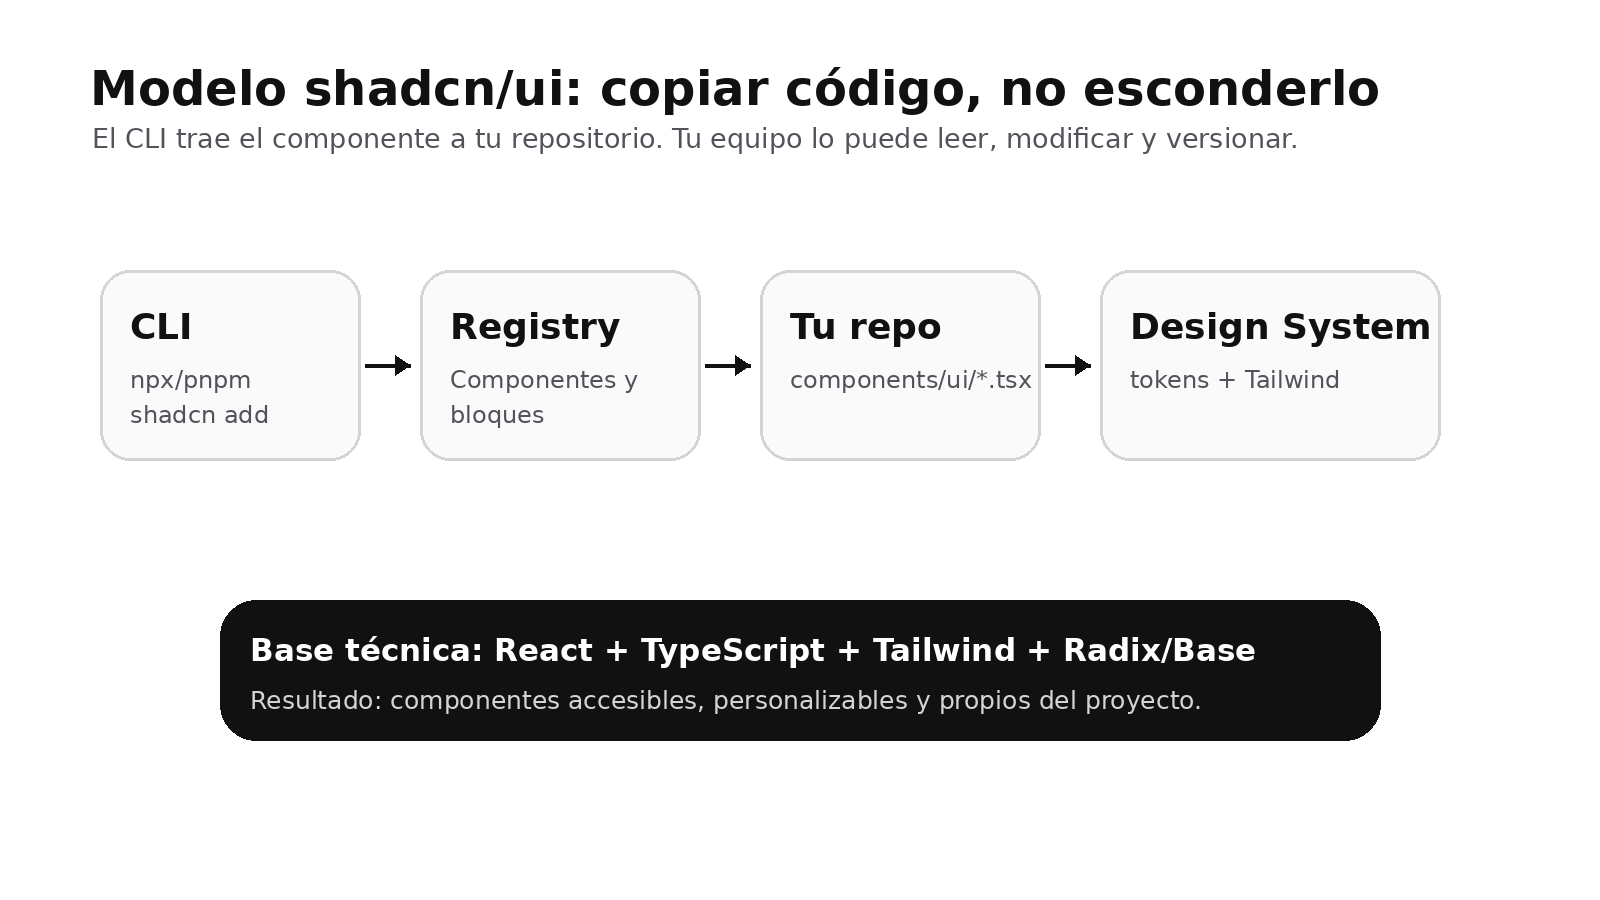 Modelo shadcn/ui: copiar código, no esconderlo
El CLI trae el componente a tu repositorio. Tu equipo lo puede leer, modificar y versionar.
CLI
npx/pnpm
shadcn add
Registry
Componentes y
bloques
Tu repo
components/ui/*.tsx
Design System
tokens + Tailwind
Base técnica: React + TypeScript + Tailwind + Radix/Base
Resultado: componentes accesibles, personalizables y propios del proyecto.